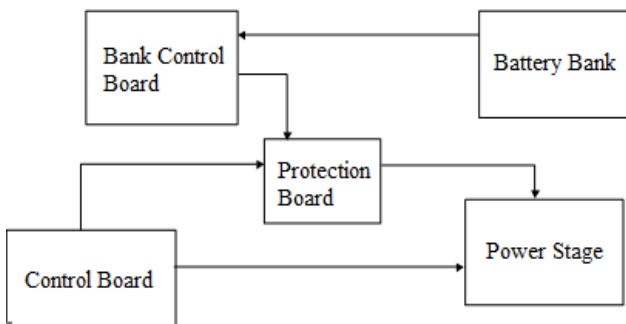 Bank Control
Board
Battery Bank
Protection
Board
Power Stage
Control Board